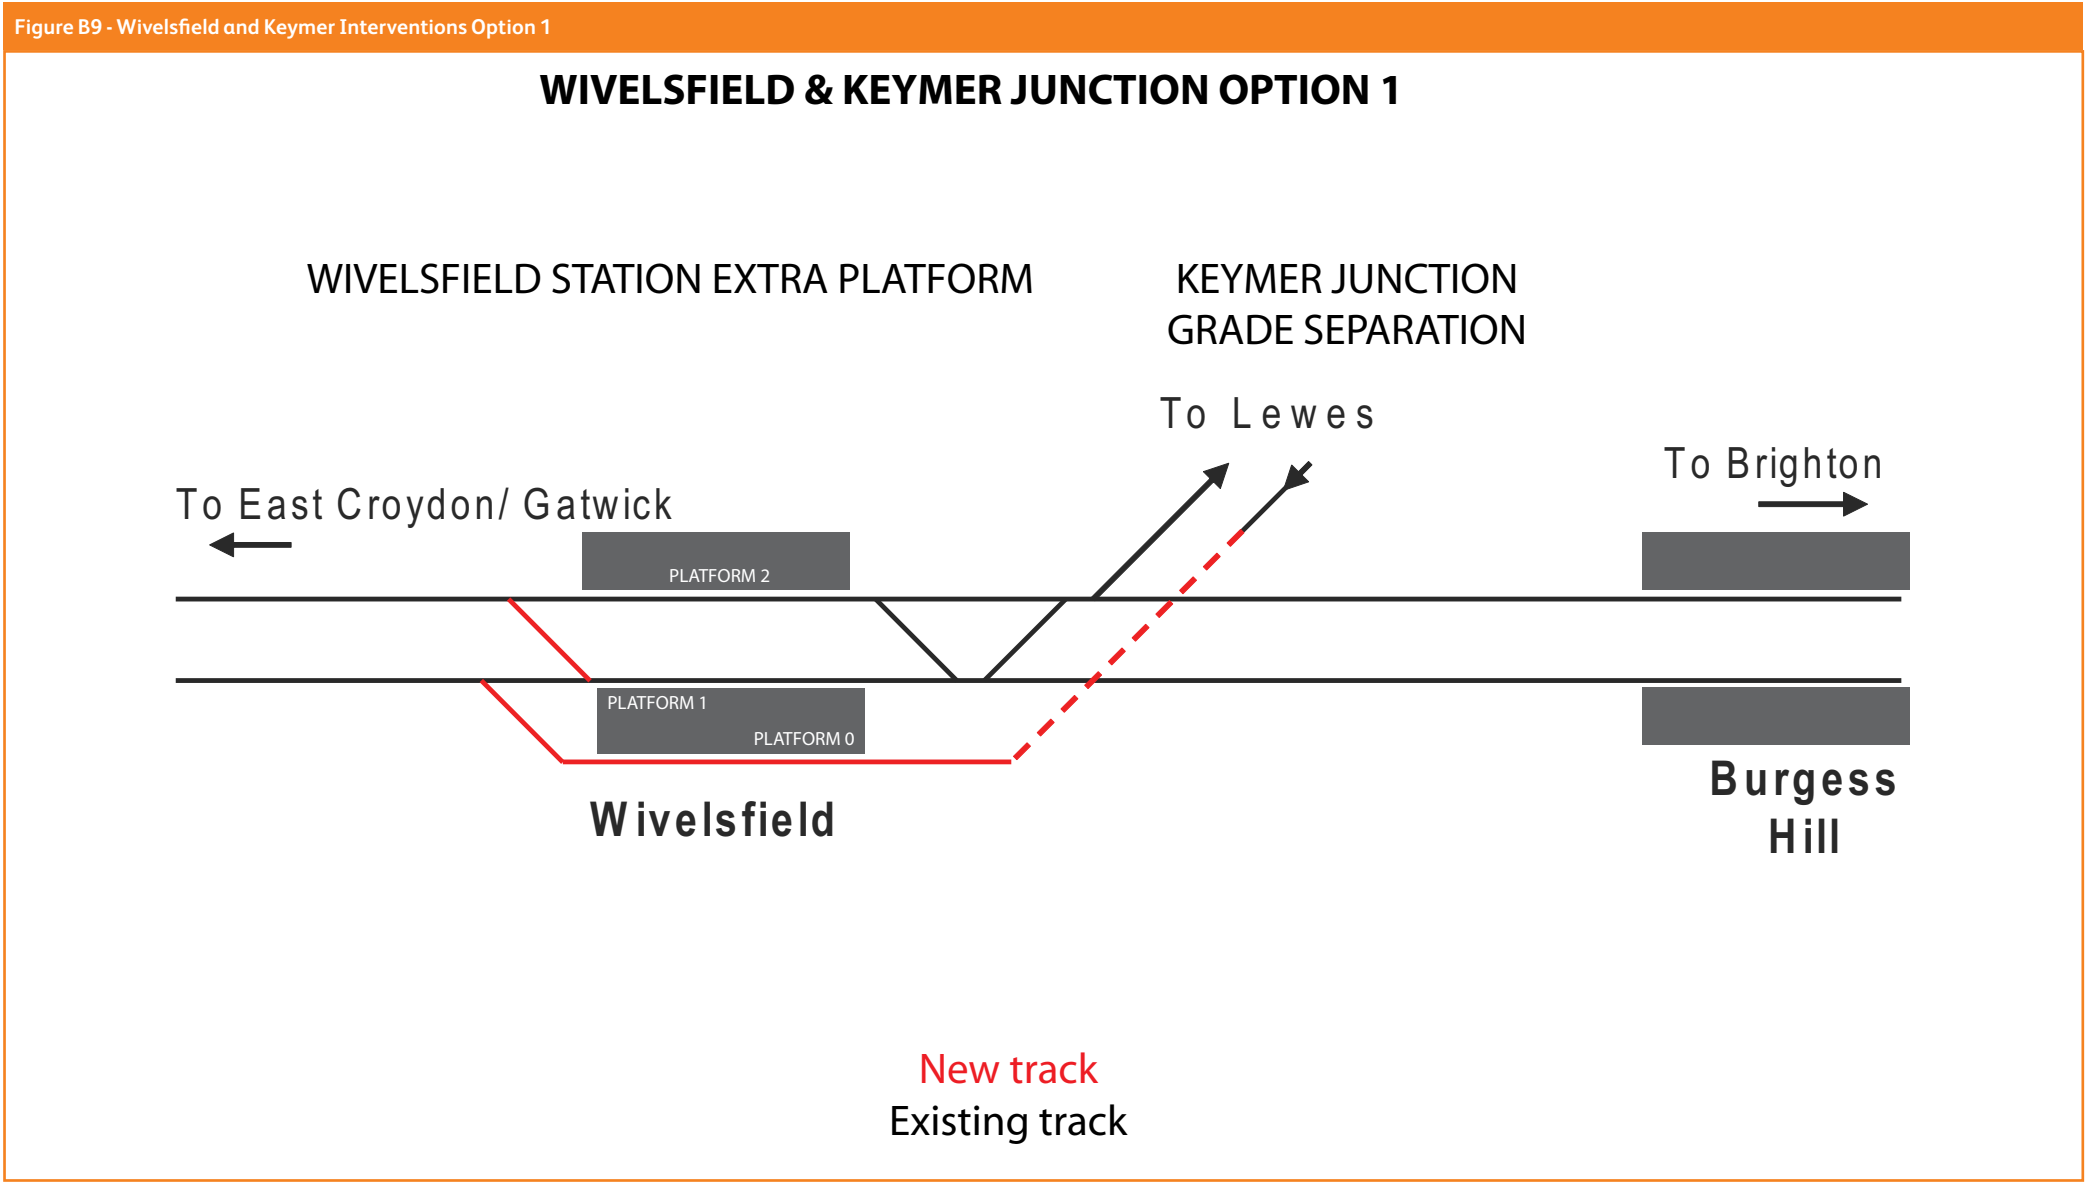 Figure B9 - Wivelsfield and Keymer Interventions Option 1
WIVELSFIELD & KEYMER JUNCTION OPTION 1
WIVELSFIELD STATION EXTRA PLATFORM
KEYMER JUNCTION
GRADE SEPARATION
To Lewes
To Brighton
To East Croydon/ Gatwick
PLATFORM 2
PLATFORM 1
PLATFORM 0
Wivelsfield
Burgess
Hill
New track
Existing track